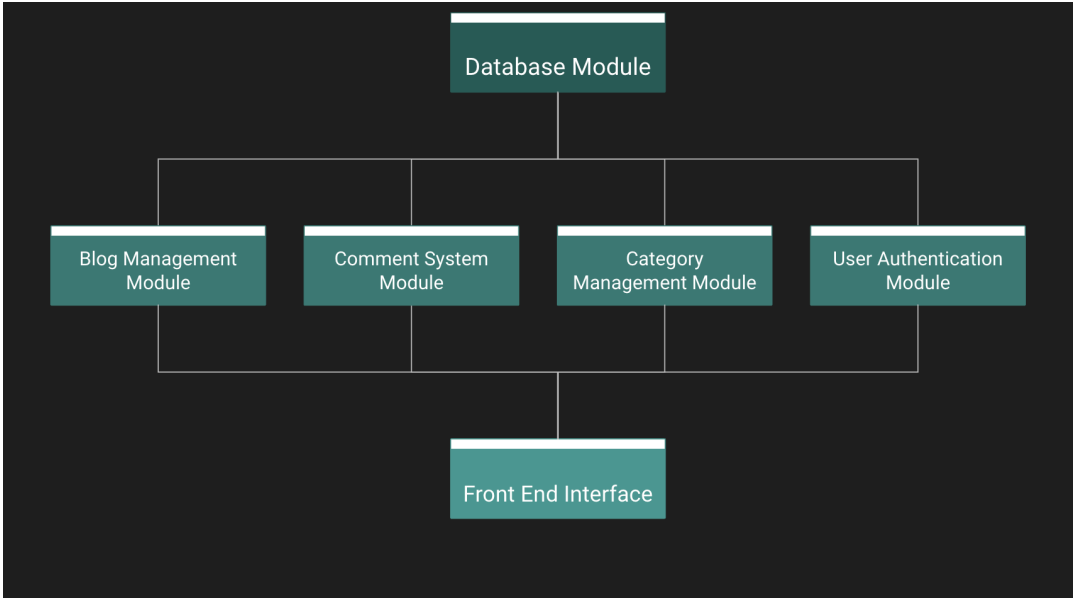 Database Module
Blog Management
Module
Comment System
Module
Category
Management Module
User Authentication
Module
Front End Interface